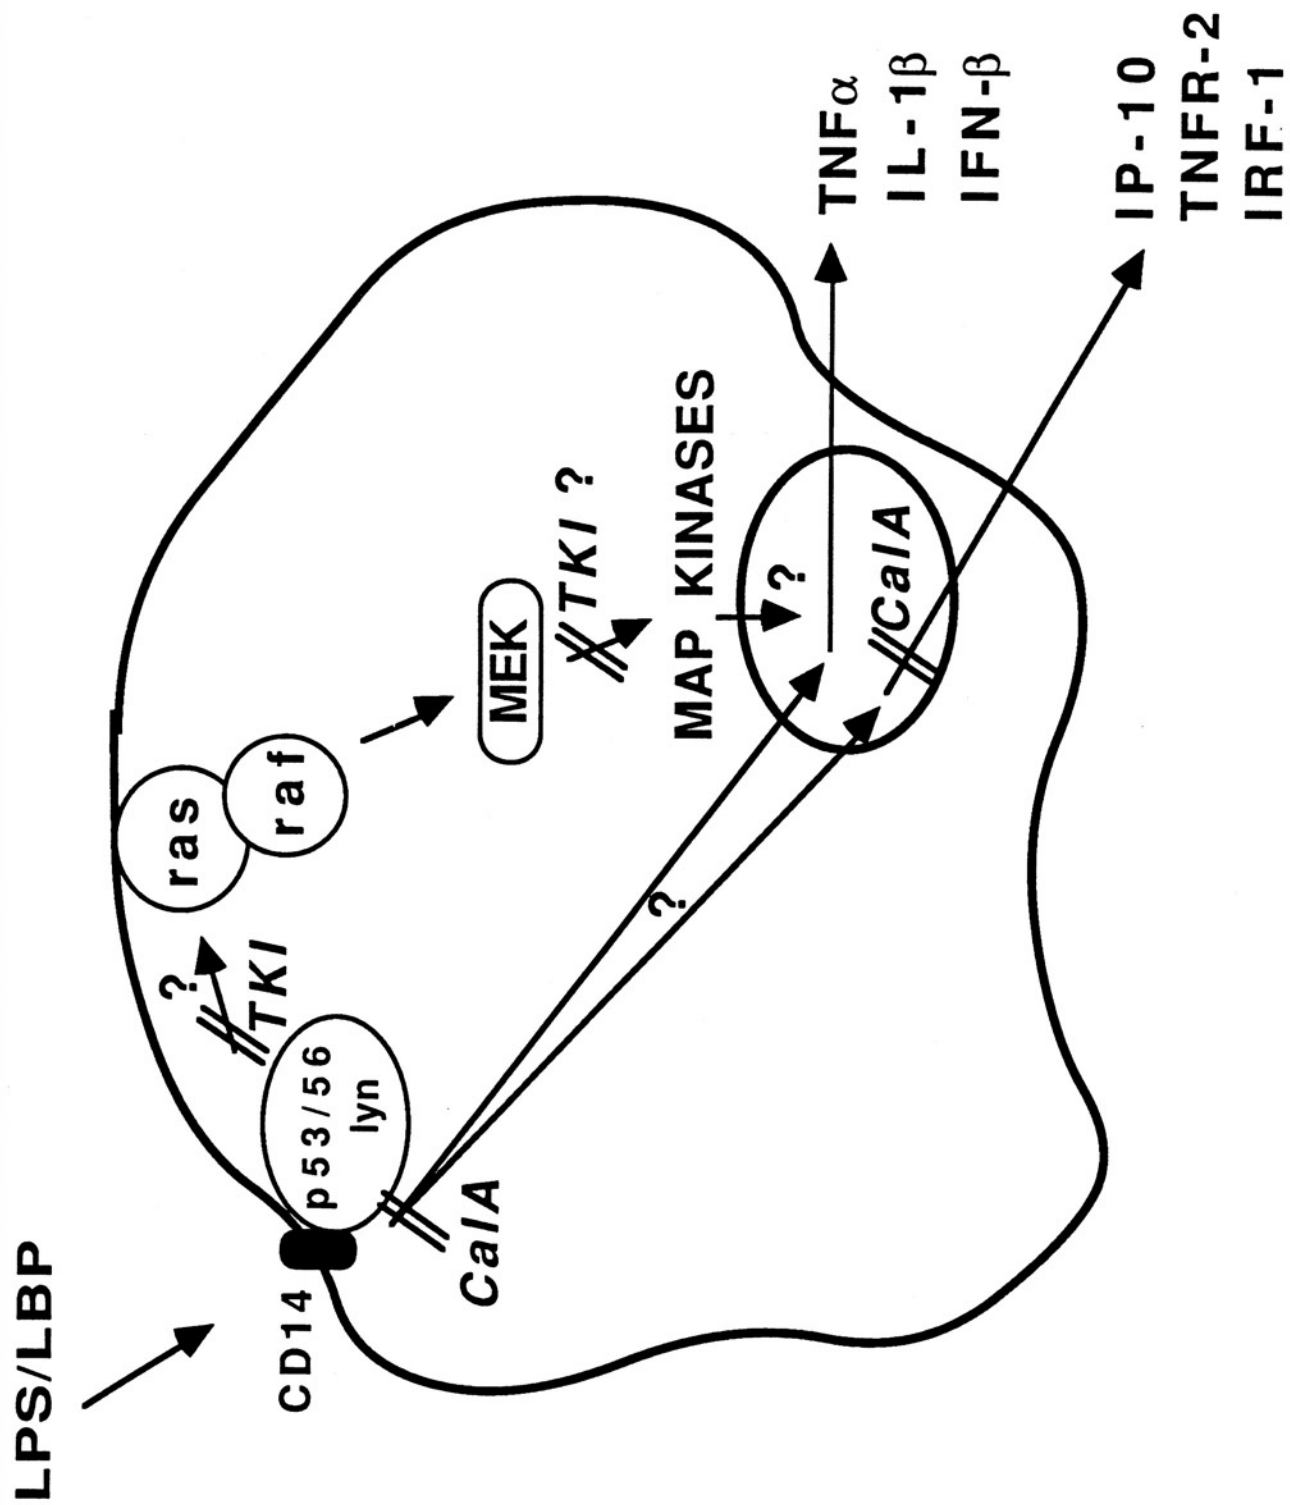 LPS/LBP
CD14
p53/56
lyn
?
TKI
ras
raf
CalA
MEK
TKI ?
MAP KINASES
?
?
CalA
TNFα
IL-1β
IFN-β
IP-10
TNFR-2
IRF-1